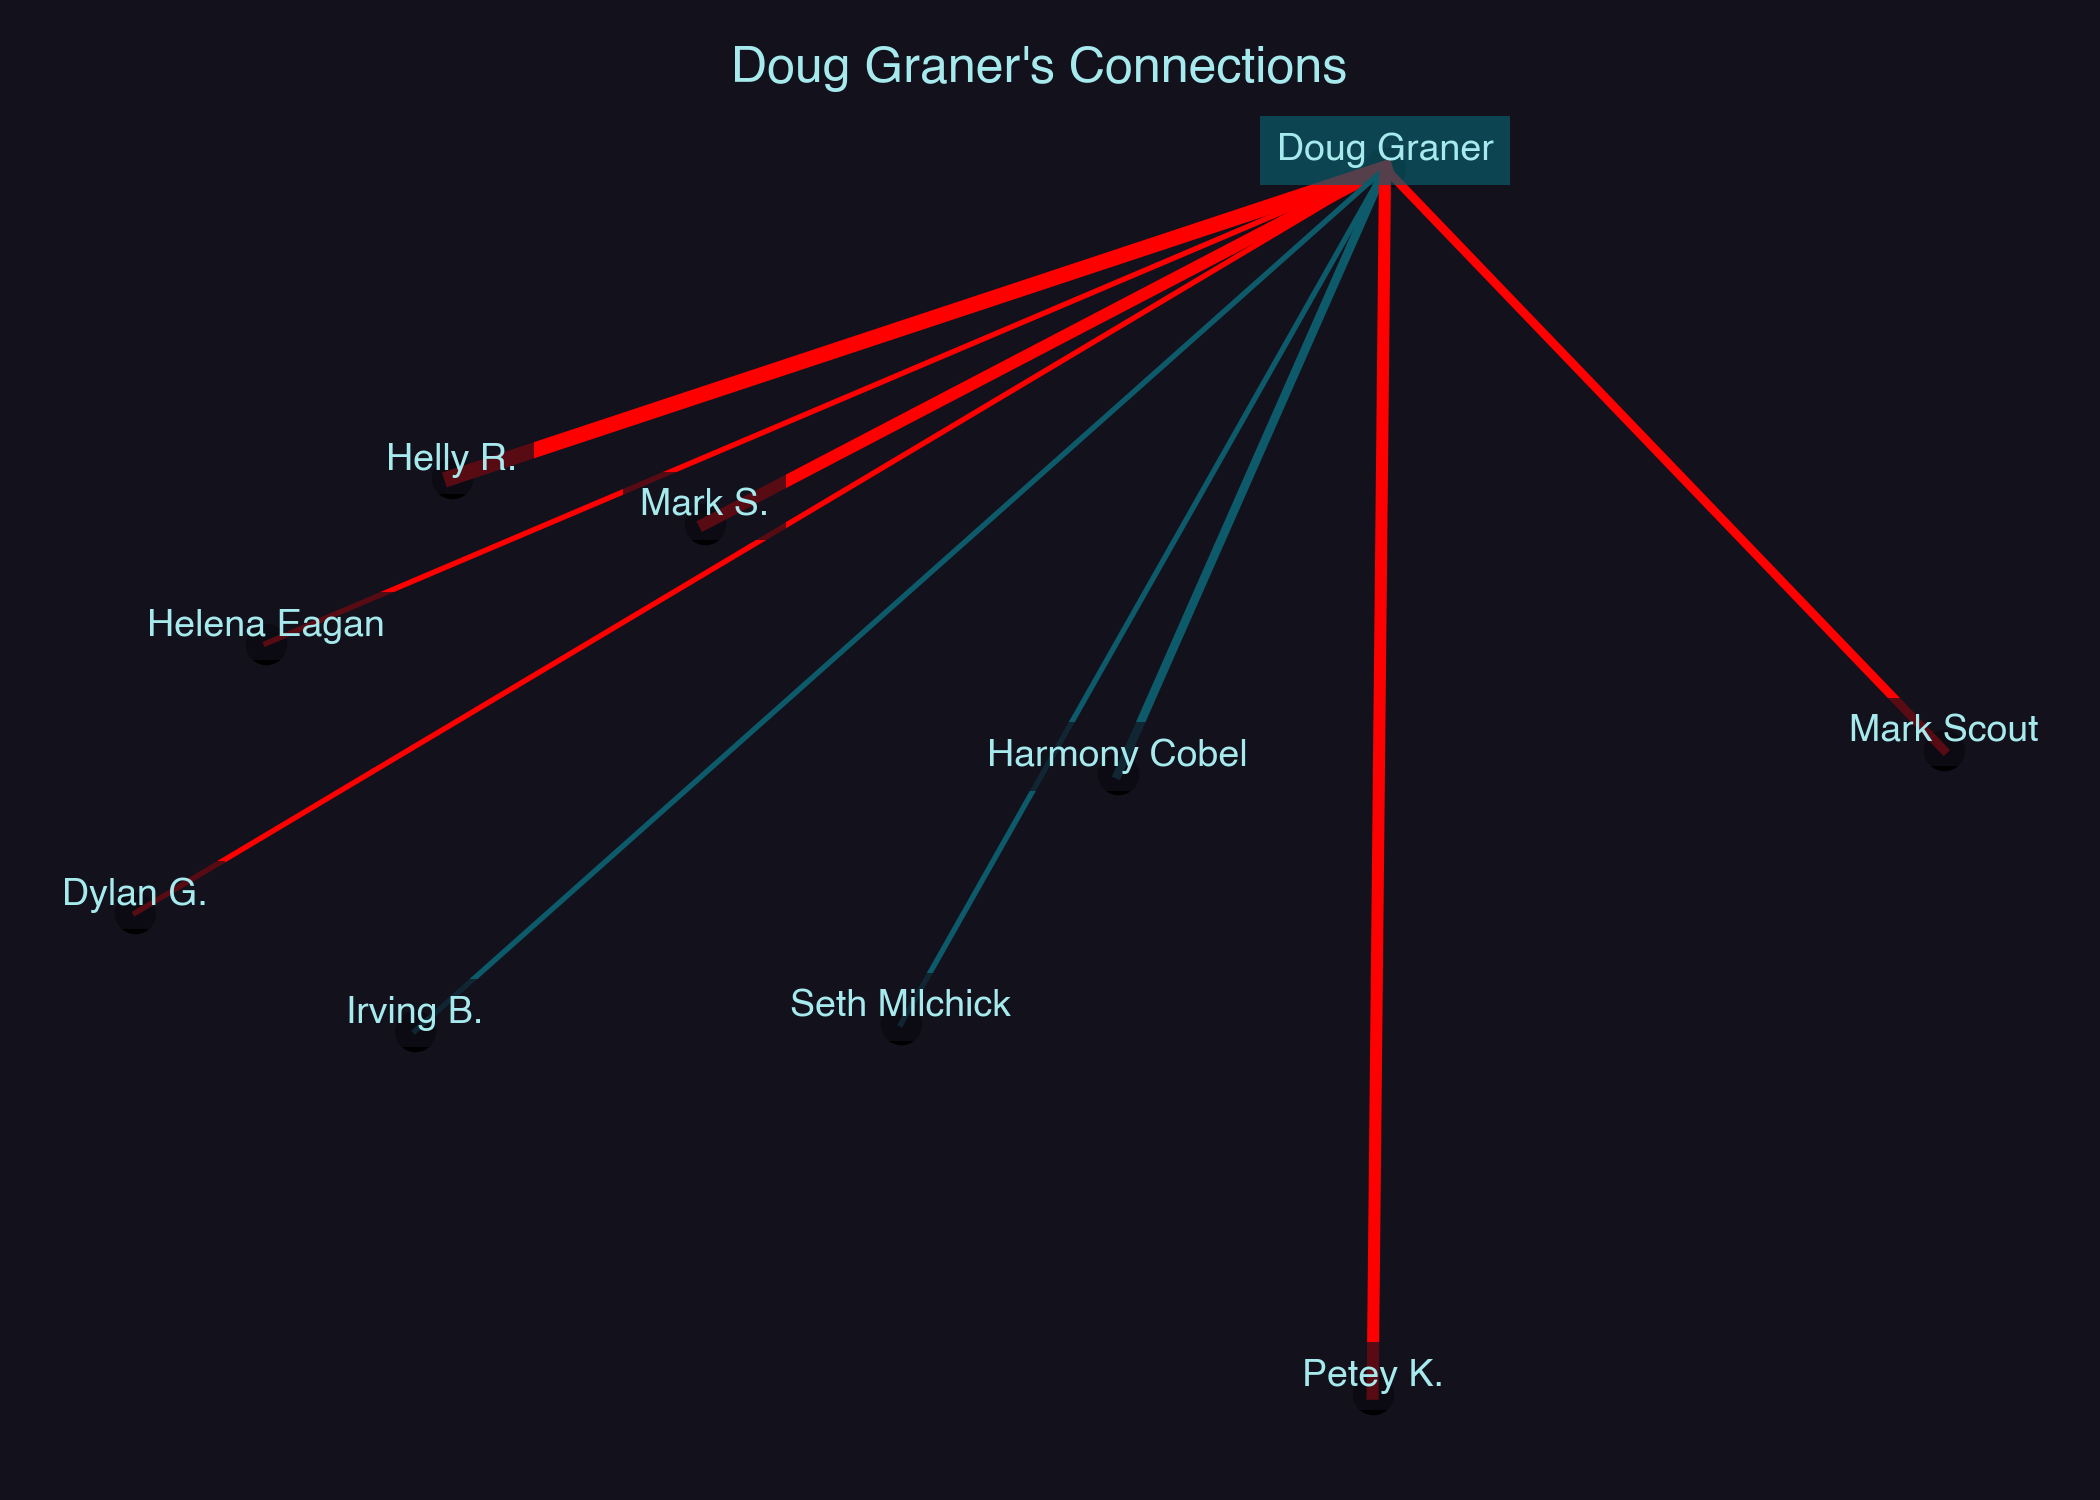 Doug Graner's Connections
Doug Graner
Helly R.
Mark S.
Helena Eagan
Mark Scout
Harmony Cobel
Dylan G.
Seth Milchick
Irving B.
Petey K.